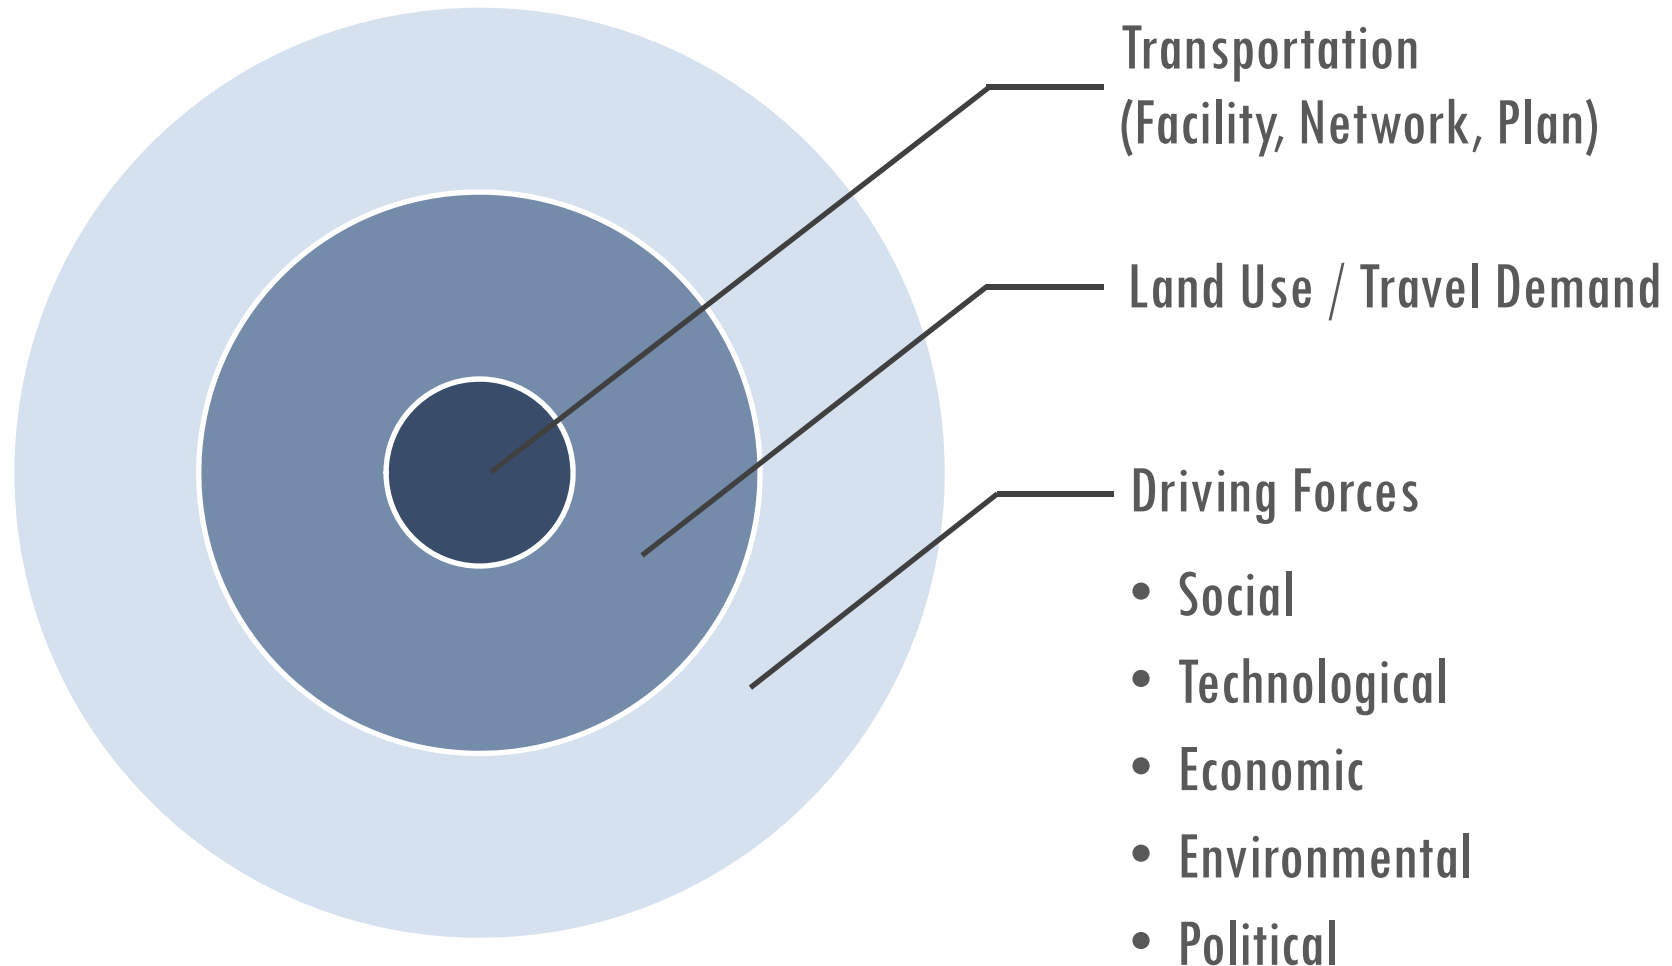 Transportation
(Facility, Network, Plan)
Land Use / Travel Demand
Driving Forces
• Social
• Technological
• Economic
• Environmental
• Political